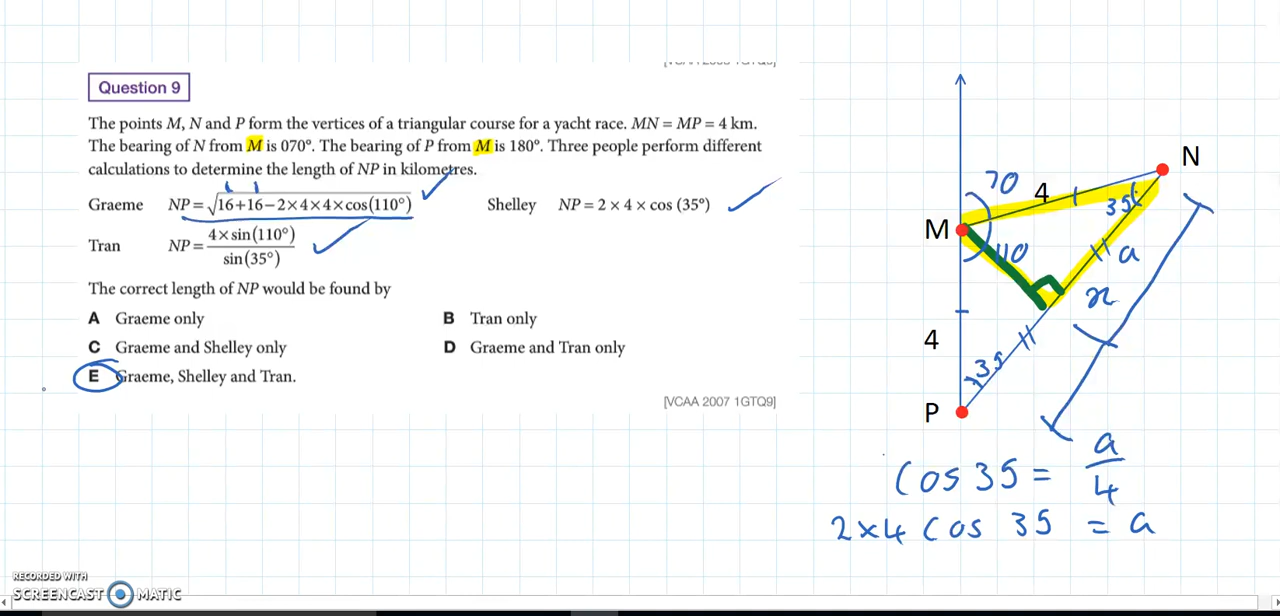 [VCAA 2008 1GTQ9]
Question 9
The points M, N and P form the vertices of a triangular course for a yacht race. MN = MP = 4 km.
The bearing of N from M is 070°. The bearing of P from M is 180°. Three people perform different
calculations to determine the length of NP in kilometres.
Graeme NP = √16+16−2×4×4×cos(110°)
Shelley NP = 2 × 4 × cos (35°)
Tran NP = 4×sin(110°)
sin(35°)
The correct length of NP would be found by
A Graeme only
B Tran only
C Graeme and Shelley only
D Graeme and Tran only
E Graeme, Shelley and Tran.
[VCAA 2007 1GTQ9]
N
70
4
35
M
110
a
x
4
35
P
Cos 35 = a
4
2×4 Cos 35 = a
RECORDED WITH
SCREENCAST MATIC